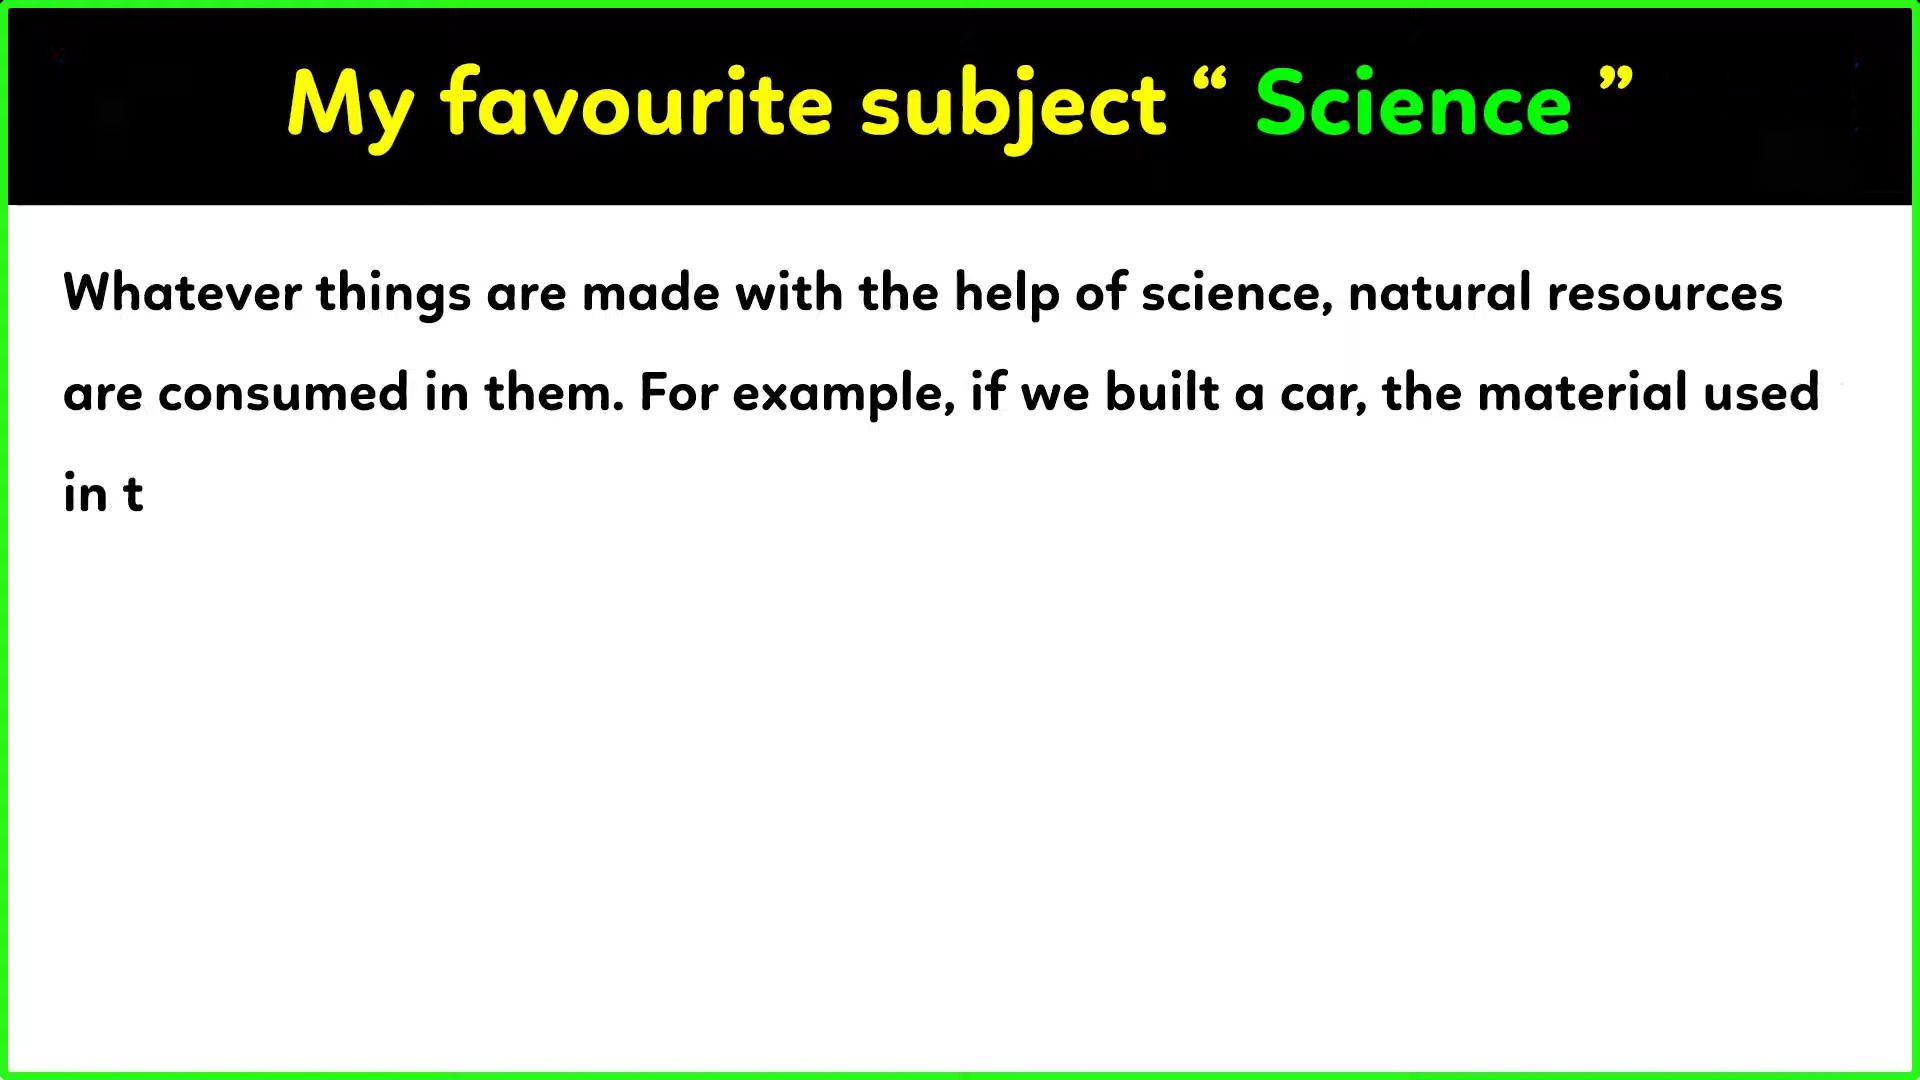 My favourite subject “ Science ”
Whatever things are made with the help of science, natural resources
are consumed in them. For example, if we built a car, the material used
in t